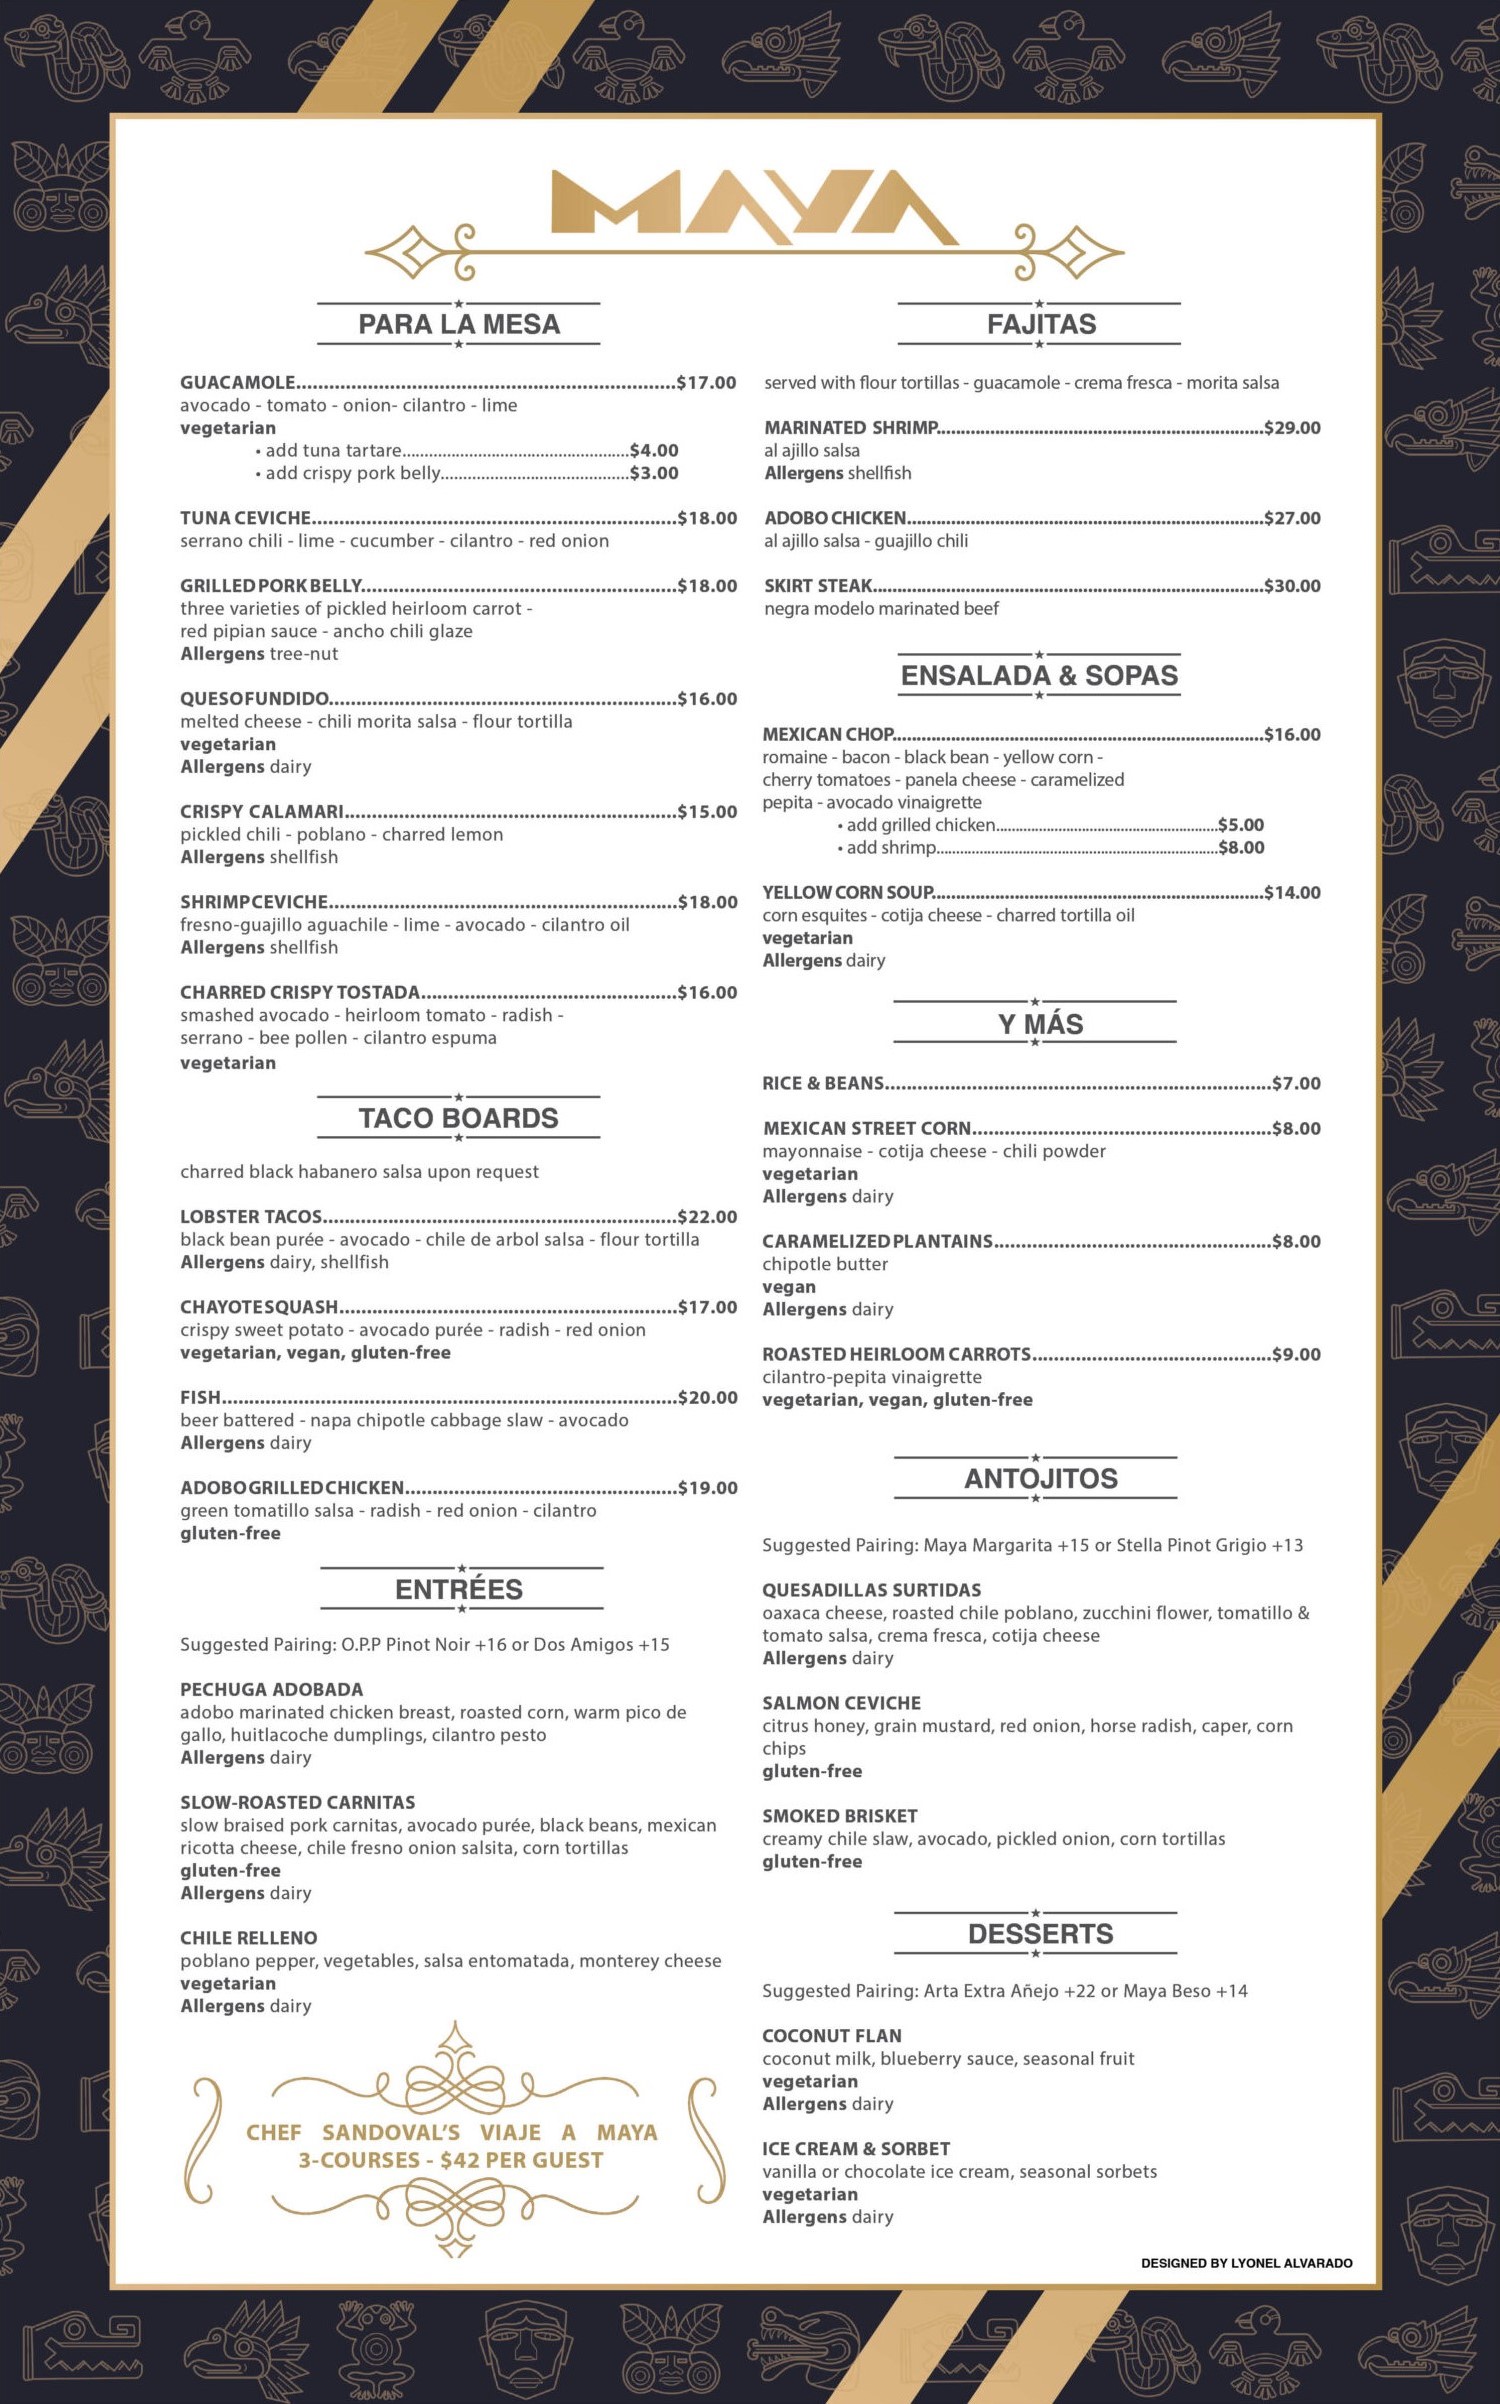 MAYA
PARA LA MESA
GUACAMOLE....................$17.00
avocado - tomato - onion- cilantro - lime
vegetarian
• add tuna tartare....................$4.00
• add crispy pork belly....................$3.00
TUNA CEVICHE....................$18.00
serrano chili - lime - cucumber - cilantro - red onion
GRILLED PORK BELLY....................$18.00
three varieties of pickled heirloom carrot -
red pipian sauce - ancho chili glaze
Allergens tree-nut
QUESO FUNDIDO....................$16.00
melted cheese - chili morita salsa - flour tortilla
vegetarian
Allergens dairy
CRISPY CALAMARI....................$15.00
pickled chili - poblano - charred lemon
Allergens shellfish
SHRIMP CEVICHE....................$18.00
fresno-guajillo aguachile - lime - avocado - cilantro oil
Allergens shellfish
CHARRED CRISPY TOSTADA....................$16.00
smashed avocado - heirloom tomato - radish -
serrano - bee pollen - cilantro espuma
vegetarian
TACO BOARDS
charred black habanero salsa upon request
LOBSTER TACOS....................$22.00
black bean purée - avocado - chile de arbol salsa - flour tortilla
Allergens dairy, shellfish
CHAYOTE SQUASH....................$17.00
crispy sweet potato - avocado purée - radish - red onion
vegetarian, vegan, gluten-free
FISH....................$20.00
beer battered - napa chipotle cabbage slaw - avocado
Allergens dairy
ADOBO GRILLED CHICKEN....................$19.00
green tomatillo salsa - radish - red onion - cilantro
gluten-free
ENTRÉES
Suggested Pairing: O.P.P Pinot Noir +16 or Dos Amigos +15
PECHUGA ADOBADA
adobo marinated chicken breast, roasted corn, warm pico de
gallo, huitlacoche dumplings, cilantro pesto
Allergens dairy
SLOW-ROASTED CARNITAS
slow braised pork carnitas, avocado purée, black beans, mexican
ricotta cheese, chile fresno onion salsita, corn tortillas
gluten-free
Allergens dairy
CHILE RELLENO
poblano pepper, vegetables, salsa entomatada, monterey cheese
vegetarian
Allergens dairy
CHEF SANDOVAL'S VIAJE A MAYA
3-COURSES - $42 PER GUEST
FAJITAS
served with flour tortillas - guacamole - crema fresca - morita salsa
MARINATED SHRIMP....................$29.00
al ajillo salsa
Allergens shellfish
ADOBO CHICKEN....................$27.00
al ajillo salsa - guajillo chili
SKIRT STEAK....................$30.00
negra modelo marinated beef
ENSALADA & SOPAS
MEXICAN CHOP....................$16.00
romaine - bacon - black bean - yellow corn -
cherry tomatoes - panela cheese - caramelized
pepita - avocado vinaigrette
• add grilled chicken....................$5.00
• add shrimp....................$8.00
YELLOW CORN SOUP....................$14.00
corn esquites - cotija cheese - charred tortilla oil
vegetarian
Allergens dairy
Y MÁS
RICE & BEANS....................$7.00
MEXICAN STREET CORN....................$8.00
mayonnaise - cotija cheese - chili powder
vegetarian
Allergens dairy
CARAMELIZED PLANTAINS....................$8.00
chipotle butter
vegan
Allergens dairy
ROASTED HEIRLOOM CARROTS....................$9.00
cilantro-pepita vinaigrette
vegetarian, vegan, gluten-free
ANTOJITOS
Suggested Pairing: Maya Margarita +15 or Stella Pinot Grigio +13
QUESADILLAS SURTIDAS
oaxaca cheese, roasted chile poblano, zucchini flower, tomatillo &
tomato salsa, crema fresca, cotija cheese
Allergens dairy
SALMON CEVICHE
citrus honey, grain mustard, red onion, horse radish, caper, corn
chips
gluten-free
SMOKED BRISKET
creamy chile slaw, avocado, pickled onion, corn tortillas
gluten-free
DESSERTS
Suggested Pairing: Arta Extra Añejo +22 or Maya Beso +14
COCONUT FLAN
coconut milk, blueberry sauce, seasonal fruit
vegetarian
Allergens dairy
ICE CREAM & SORBET
vanilla or chocolate ice cream, seasonal sorbets
vegetarian
Allergens dairy
DESIGNED BY LYONEL ALVARADO